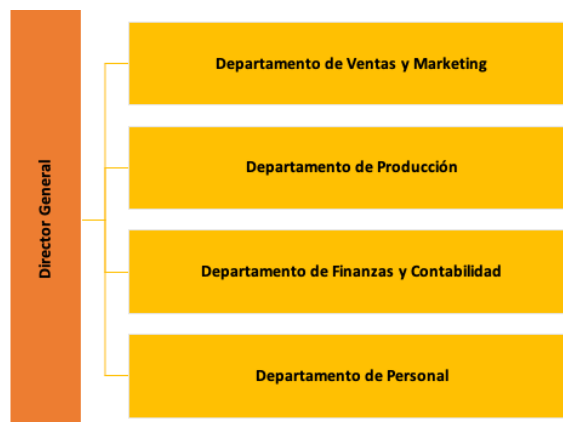 Director General
Departamento de Ventas y Marketing
Departamento de Producción
Departamento de Finanzas y Contabilidad
Departamento de Personal